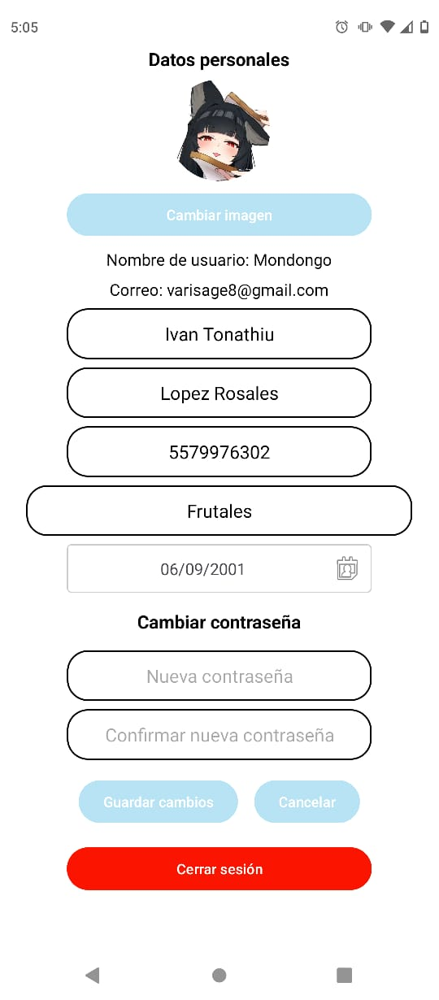 5:05
Datos personales
Cambiar imagen
Nombre de usuario: Mondongo
Correo: varisage8@gmail.com
Ivan Tonathiu
Lopez Rosales
5579976302
Frutales
06/09/2001
Cambiar contraseña
Nueva contraseña
Confirmar nueva contraseña
Guardar cambios Cancelar
Cerrar sesión